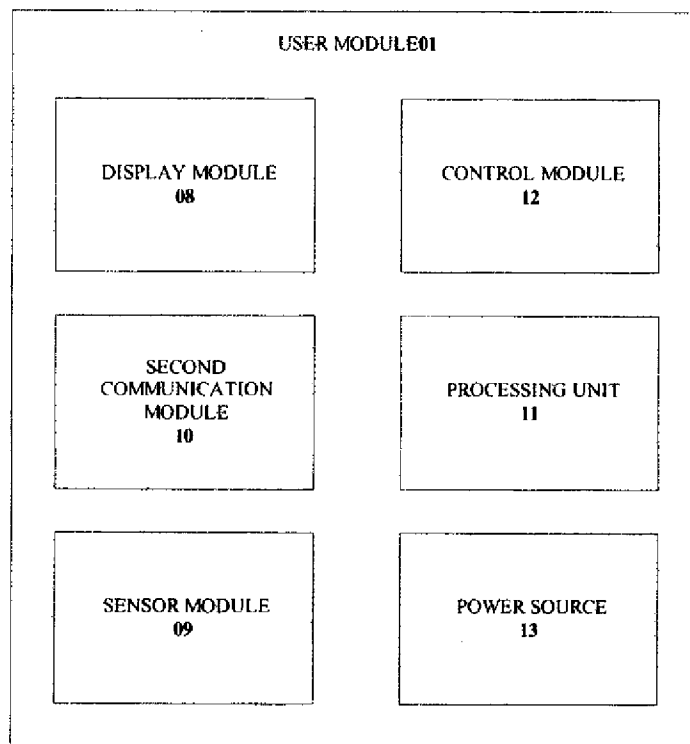 USER MODULE01
DISPLAY MODULE
08
CONTROL MODULE
12
SECOND
COMMUNICATION
MODULE
10
PROCESSING UNIT
11
SENSOR MODULE
09
POWER SOURCE
13